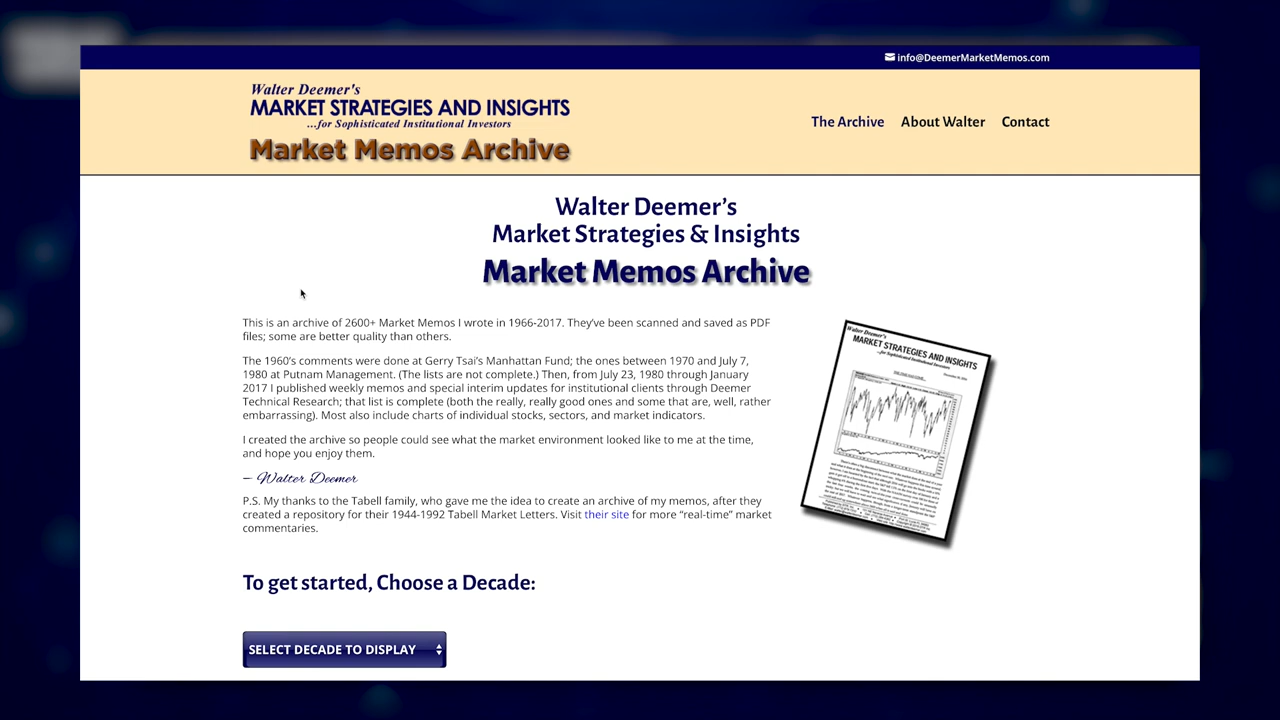 info@DeemerMarketMemos.com
Walter Deemer's
MARKET STRATEGIES AND INSIGHTS
...for Sophisticated Institutional Investors
Market Memos Archive
The Archive About Walter Contact
Walter Deemer’s
Market Strategies & Insights
Market Memos Archive
This is an archive of 2600+ Market Memos I wrote in 1966-2017. They’ve been scanned and saved as PDF
files; some are better quality than others.
The 1960’s comments were done at Gerry Tsai’s Manhattan Fund; the ones between 1970 and July 7,
1980 at Putnam Management. (The lists are not complete.) Then, from July 23, 1980 through January
2017 I published weekly memos and special interim updates for institutional clients through Deemer
Technical Research; that list is complete (both the really, really good ones and some that are, well, rather
embarrassing). Most also include charts of individual stocks, sectors, and market indicators.
I created the archive so people could see what the market environment looked like to me at the time,
and hope you enjoy them.
– Walter Deemer
P.S. My thanks to the Tabell family, who gave me the idea to create an archive of my memos, after they
created a repository for their 1944-1992 Tabell Market Letters. Visit their site for more “real-time” market
commentaries.
Walter Deemer's
MARKET STRATEGIES AND INSIGHTS
...for Sophisticated Institutional Investors
To get started, Choose a Decade:
SELECT DECADE TO DISPLAY